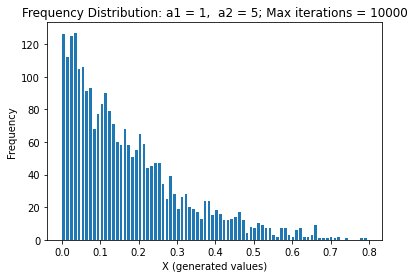 Frequency Distribution: a1 = 1,  a2 = 5; Max iterations = 10000
120
100
80
60
40
20
0
Frequency
0.0 0.1 0.2 0.3 0.4 0.5 0.6 0.7 0.8
X (generated values)